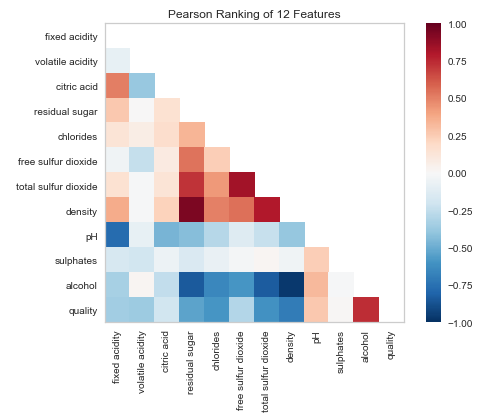 Pearson Ranking of 12 Features
fixed acidity
volatile acidity
citric acid
residual sugar
chlorides
free sulfur dioxide
total sulfur dioxide
density
pH
sulphates
alcohol
quality
fixed acidity
volatile acidity
citric acid
residual sugar
chlorides
free sulfur dioxide
total sulfur dioxide
density
pH
sulphates
alcohol
quality
1.00
0.75
0.50
0.25
0.00
−0.25
−0.50
−0.75
−1.00